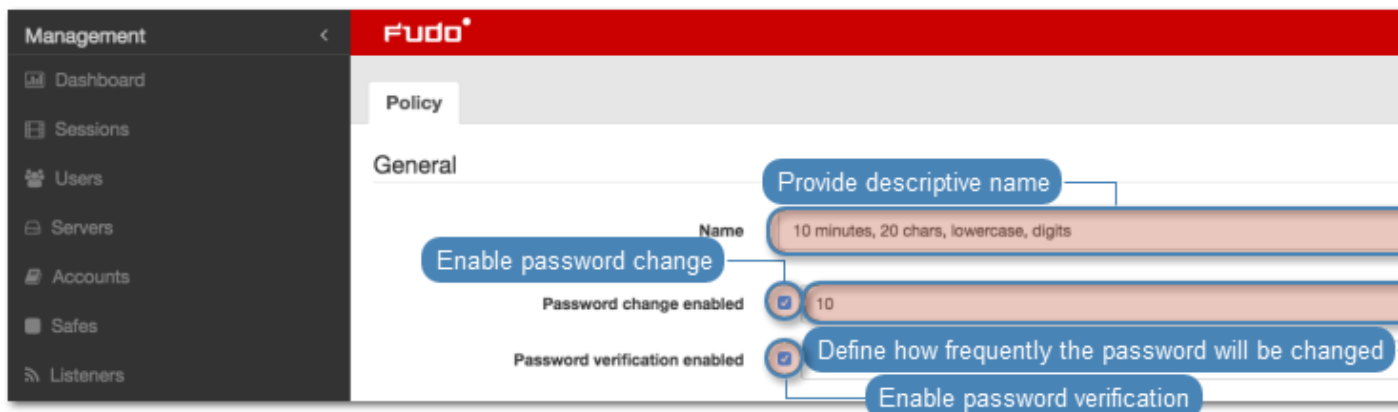 Management
Fudo
Dashboard
Policy
Sessions
General
Users
Provide descriptive name
Servers
Name
10 minutes, 20 chars, lowercase, digits
Enable password change
Accounts
Password change enabled
10
Safes
Password verification enabled
Define how frequently the password will be changed
Listeners
Enable password verification